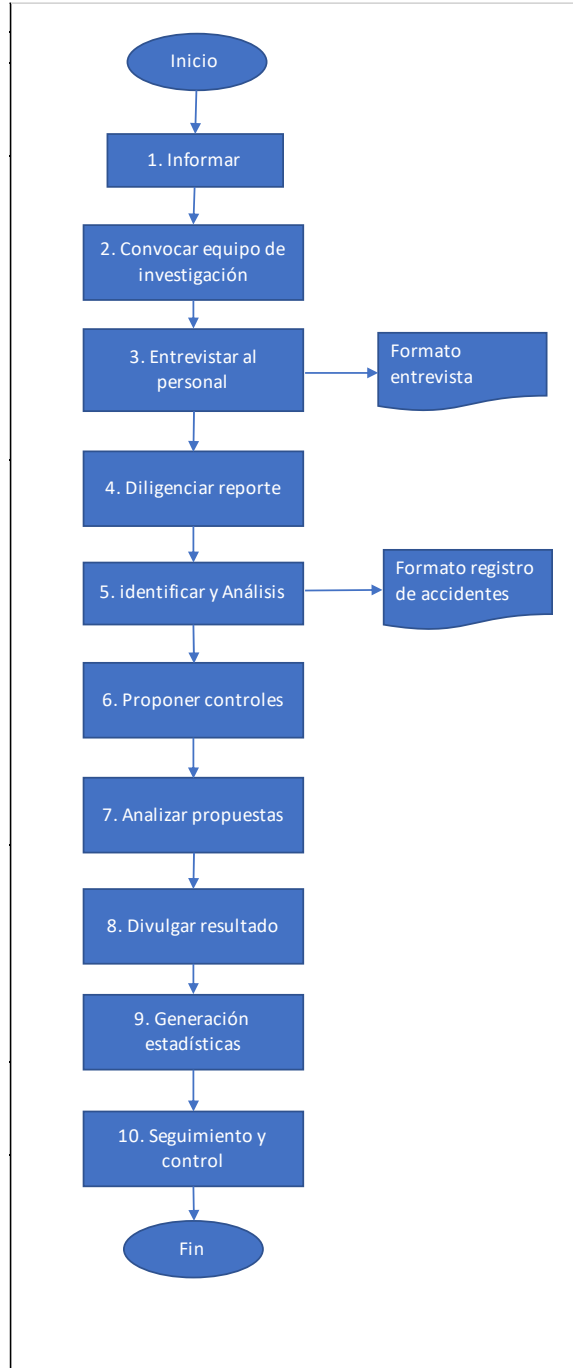 Inicio
1. Informar
2. Convocar equipo de
investigación
3. Entrevistar al
personal
Formato
entrevista
4. Diligenciar reporte
5. identificar y Análisis
Formato registro
de accidentes
6. Proponer controles
7. Analizar propuestas
8. Divulgar resultado
9. Generación
estadísticas
10. Seguimiento y
control
Fin